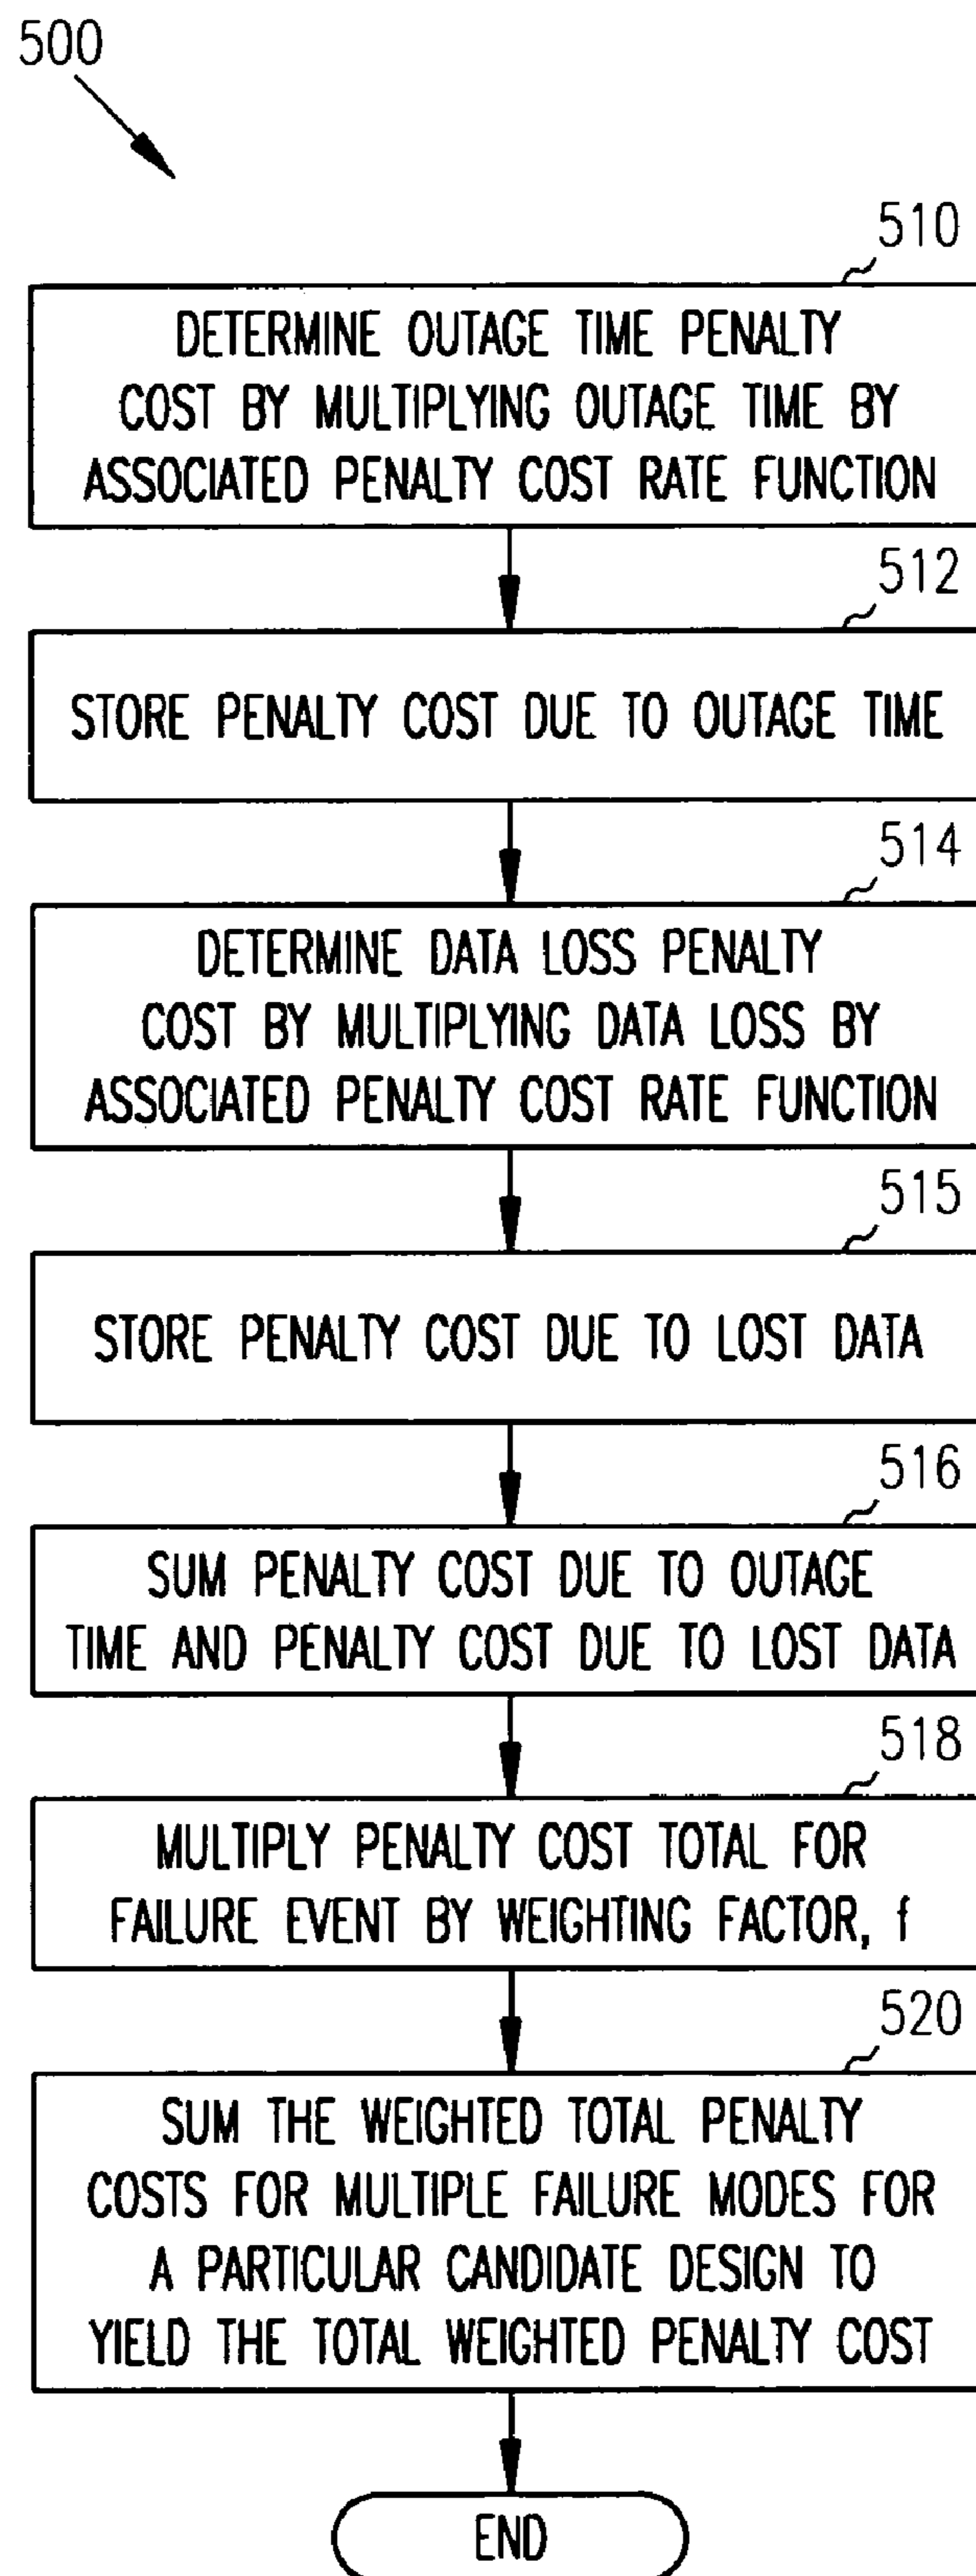 500
510
DETERMINE OUTAGE TIME PENALTY
COST BY MULTIPLYING OUTAGE TIME BY
ASSOCIATED PENALTY COST RATE FUNCTION
512
STORE PENALTY COST DUE TO OUTAGE TIME
514
DETERMINE DATA LOSS PENALTY
COST BY MULTIPLYING DATA LOSS BY
ASSOCIATED PENALTY COST RATE FUNCTION
515
STORE PENALTY COST DUE TO LOST DATA
516
SUM PENALTY COST DUE TO OUTAGE
TIME AND PENALTY COST DUE TO LOST DATA
518
MULTIPLY PENALTY COST TOTAL FOR
FAILURE EVENT BY WEIGHTING FACTOR, f
520
SUM THE WEIGHTED TOTAL PENALTY
COSTS FOR MULTIPLE FAILURE MODES FOR
A PARTICULAR CANDIDATE DESIGN TO
YIELD THE TOTAL WEIGHTED PENALTY COST
END